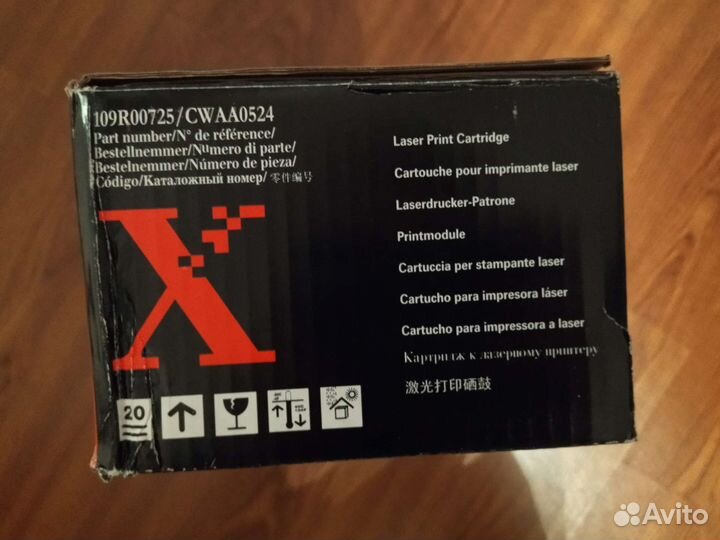 109R00725/CWAA0524
Part number/N° de référence/
Bestellnemmer/Numero di parte/
Bestelnemmer/Número de pieza/
Código/Каталожный номер/零件编号
X
20
Laser Print Cartridge
Cartouche pour imprimante laser
Laserdrucker-Patrone
Printmodule
Cartuccia per stampante laser
Cartucho para impresora láser
Cartucho para impressora a laser
Картридж к лазерному принтеру
激光打印硒鼓
Avito